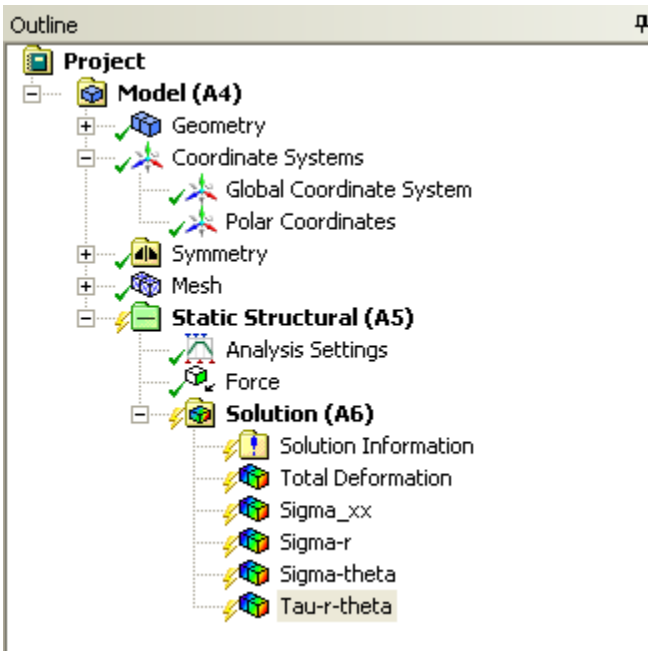 Outline
Project
Model (A4)
Geometry
Coordinate Systems
Global Coordinate System
Polar Coordinates
Symmetry
Mesh
Static Structural (A5)
Analysis Settings
Force
Solution (A6)
Solution Information
Total Deformation
Sigma_xx
Sigma-r
Sigma-theta
Tau-r-theta